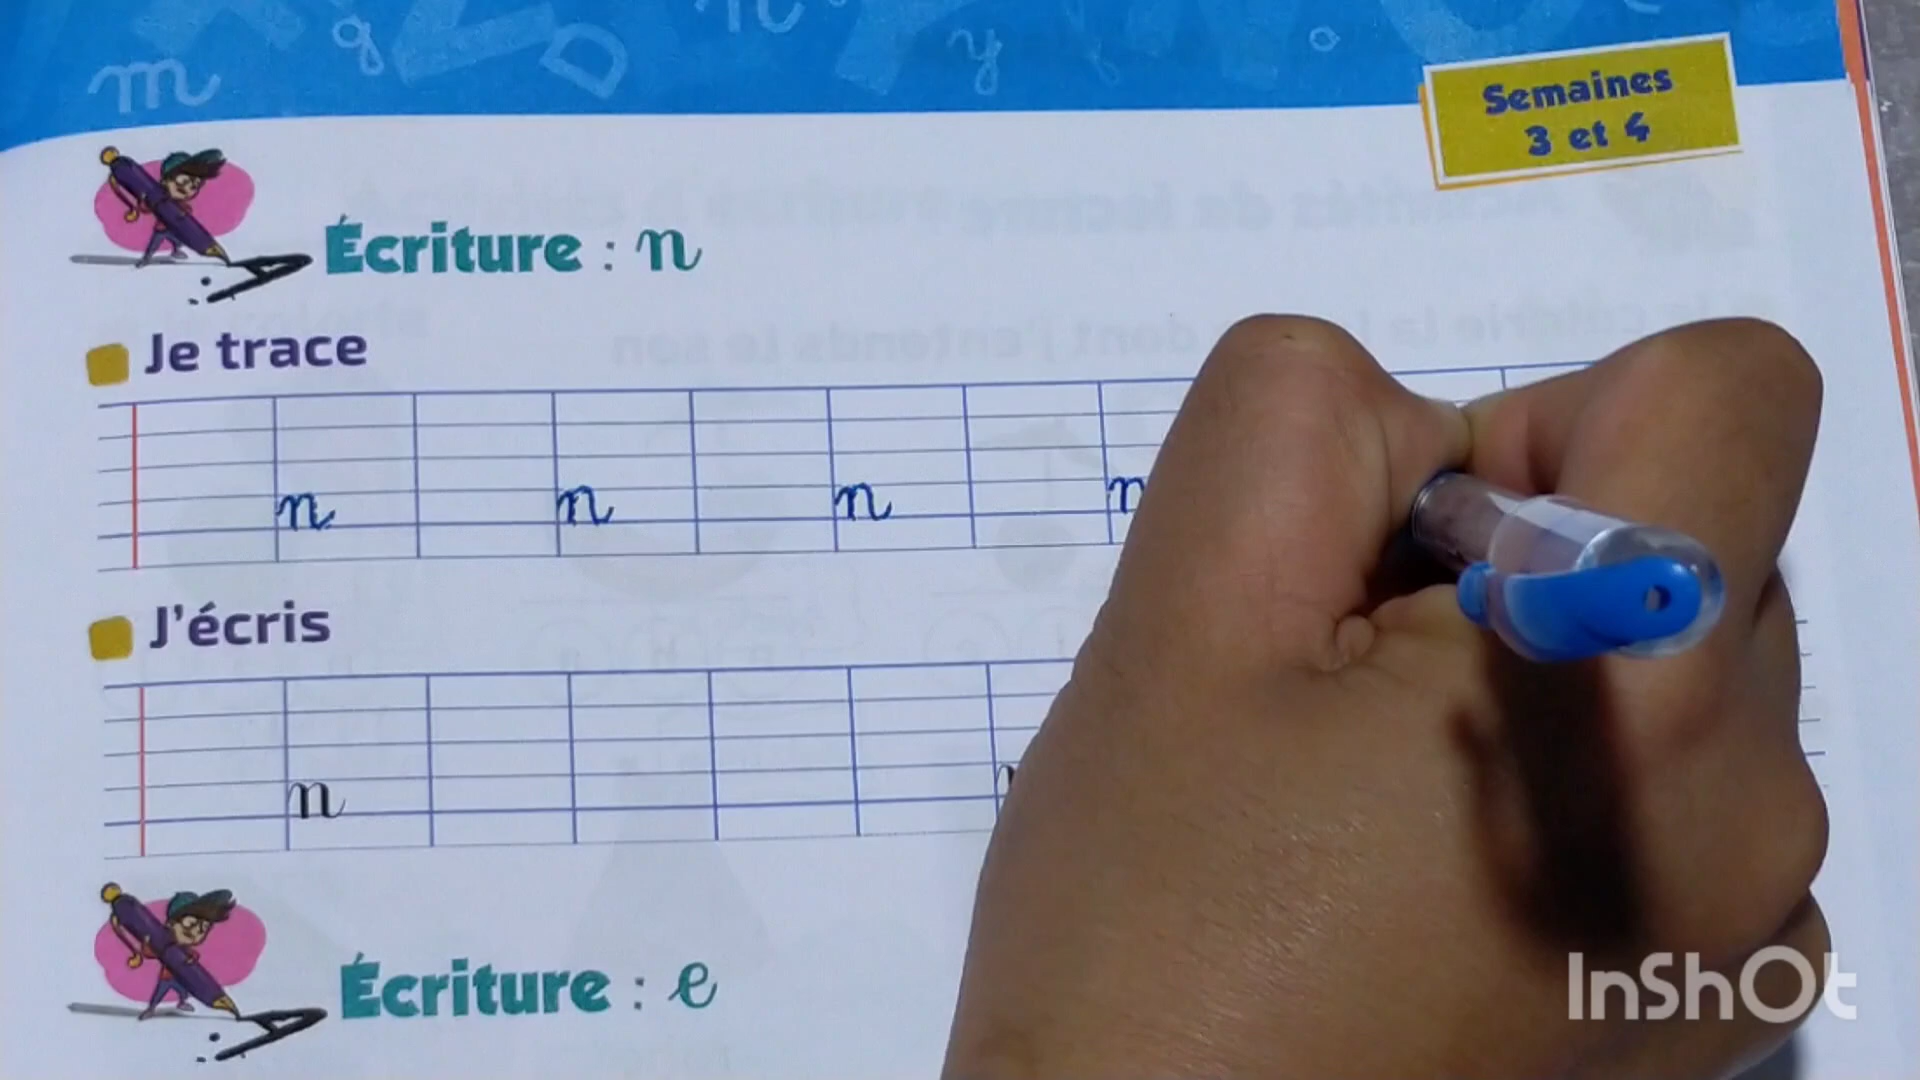 m g D n y
Semaines
3 et 4
Écriture : n
Je trace
n n n n
J'écris
n
Écriture : e
InShOt